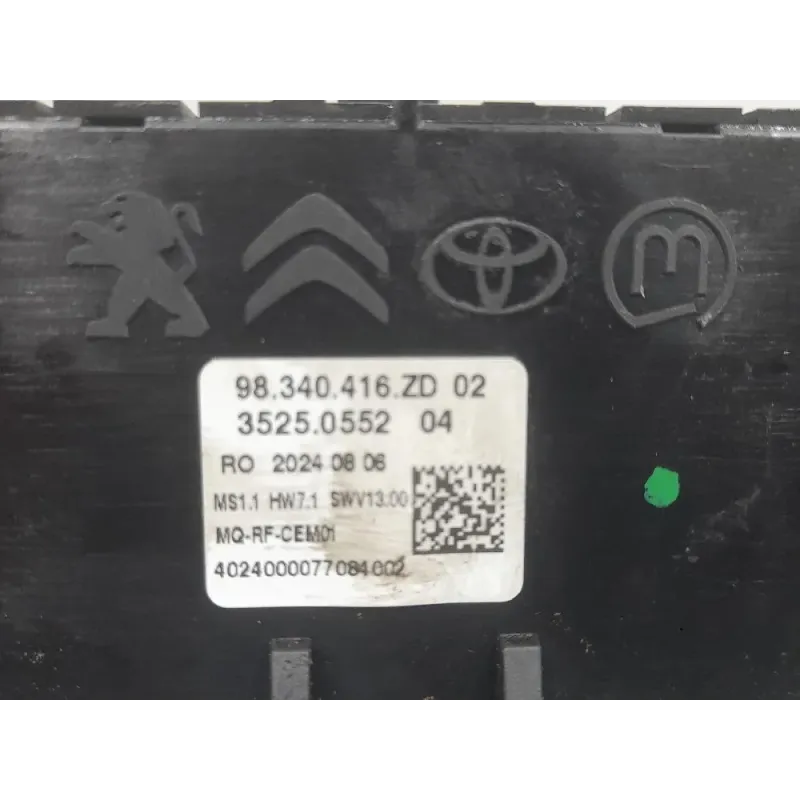 98.340.416.ZD 02
3525.0552 04
RO 2024 08 06
MS1.1 HW7.1 SWV13.00
MQ-RF-CEM01
4024000077084002